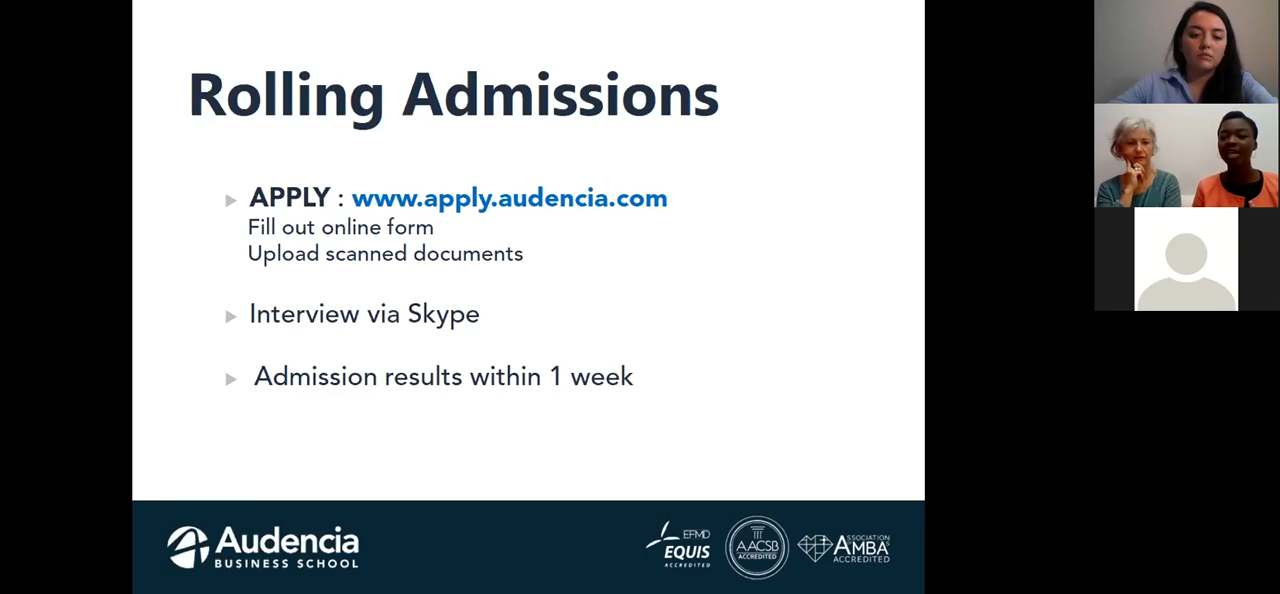 Rolling Admissions
APPLY : www.apply.audencia.com
Fill out online form
Upload scanned documents
Interview via Skype
Admission results within 1 week
Audencia
BUSINESS SCHOOL
EFMD
EQUIS
ACCREDITED
AACSB
ACCREDITED
ASSOCIATION
AMBA'S
ACCREDITED